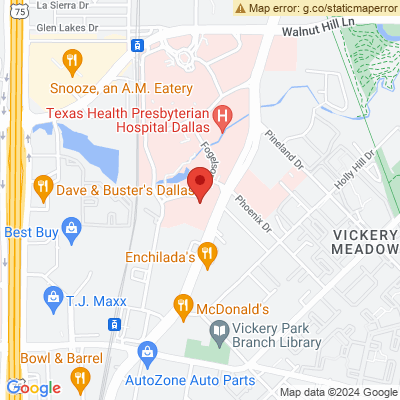 La Sierra Dr
75
Glen Lakes Dr
Map error: g.co/staticmaperror
Walnut Hill Ln
Snooze, an A.M. Eatery
Texas Health Presbyterian
Hospital Dallas
H
Fogelso
Pineland Dr
Holly Hill Dr
Dave & Buster's Dallas
Phoenix Dr
Best Buy
VICKERY
MEADOW
Enchilada's
T.J. Maxx
McDonald's
Vickery Park
Branch Library
Bowl & Barrel
AutoZone Auto Parts
Google
Map data ©2024 Google